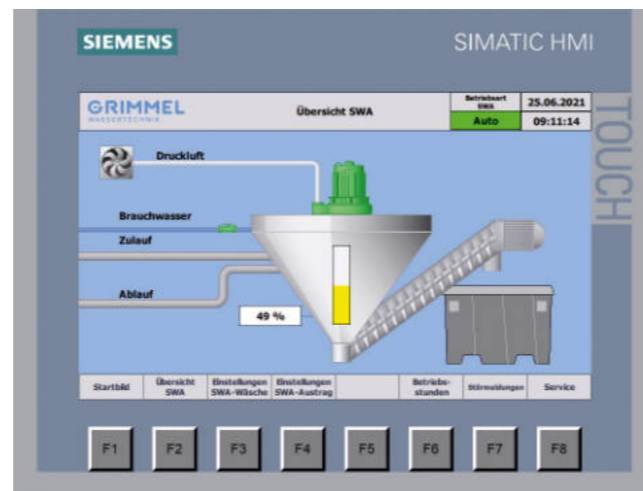 SIEMENS
SIMATIC HMI
TOUCH
GRIMMEL
WASSERTECHNIK
Übersicht SWA
Betriebsart
SWA
Auto
25.06.2021
09:11:14
Druckluft
Brauchwasser
Zulauf
Ablauf
49 %
Startbild
Übersicht
SWA
Einstellungen
SWA-Wäsche
Einstellungen
SWA-Austrag
Betriebs-
stunden
Störmeldungen
Service
F1
F2
F3
F4
F5
F6
F7
F8